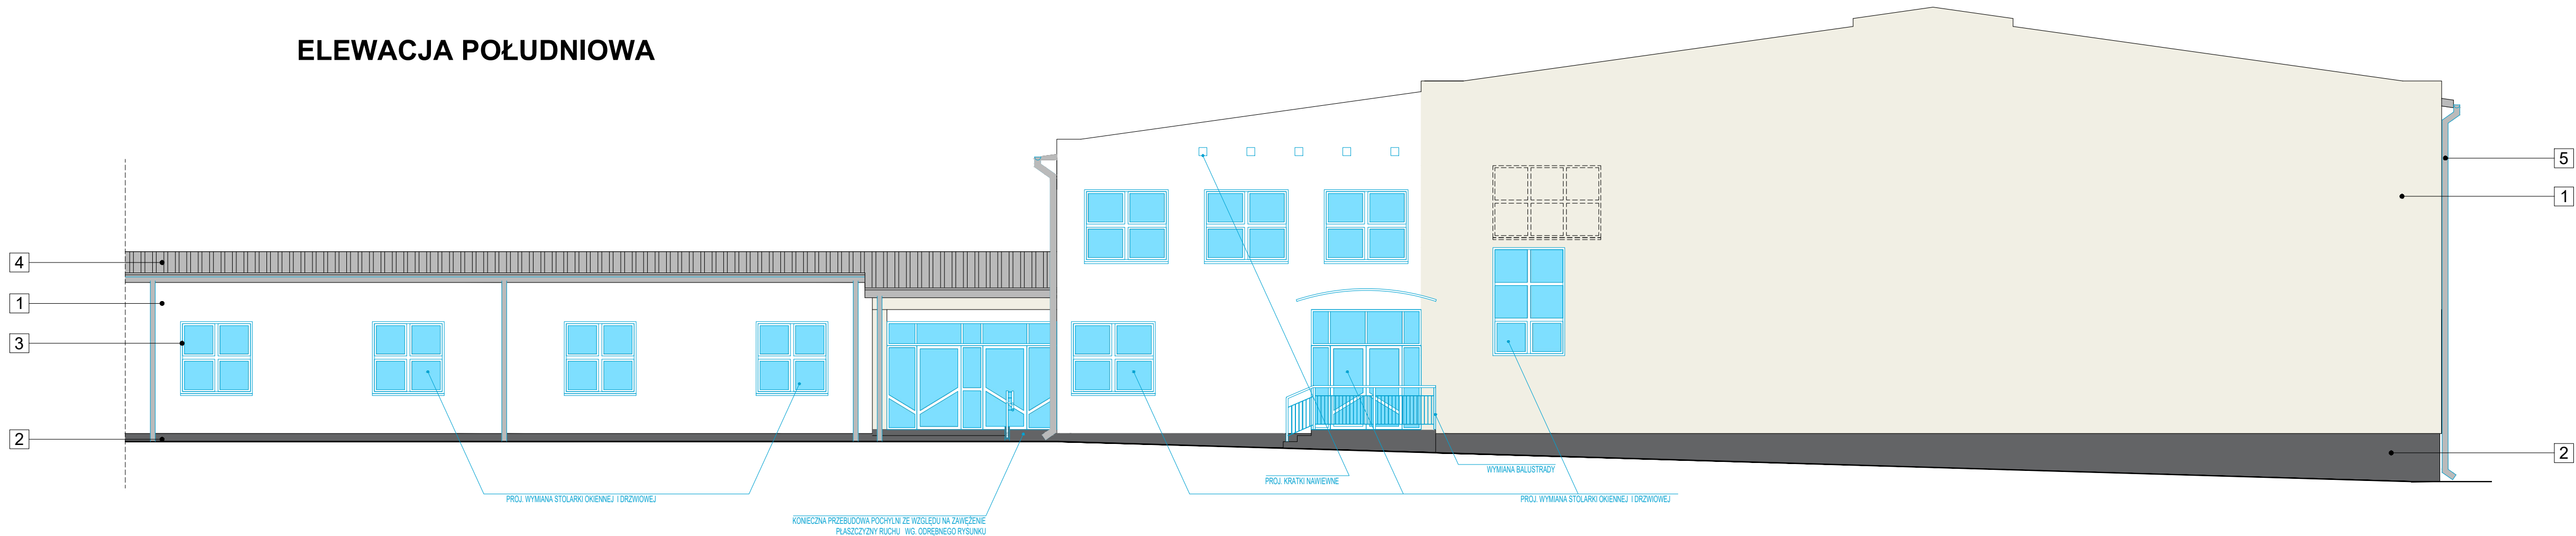 ELEWACJA POŁUDNIOWA
5
1
4
1
3
2
2
WYMIANA BALUSTRADY
PROJ. KRATKI NAWIEWNE
PROJ. WYMIANA STOLARKI OKIENNEJ I DRZWIOWEJ
PROJ. WYMIANA STOLARKI OKIENNEJ I DRZWIOWEJ
KONIECZNA PRZEBUDOWA POCHYLNI ZE WZGLĘDU NA ZAWĘŻENIE
PŁASZCZYZNY RUCHU WG. ODRĘBNEGO RYSUNKU